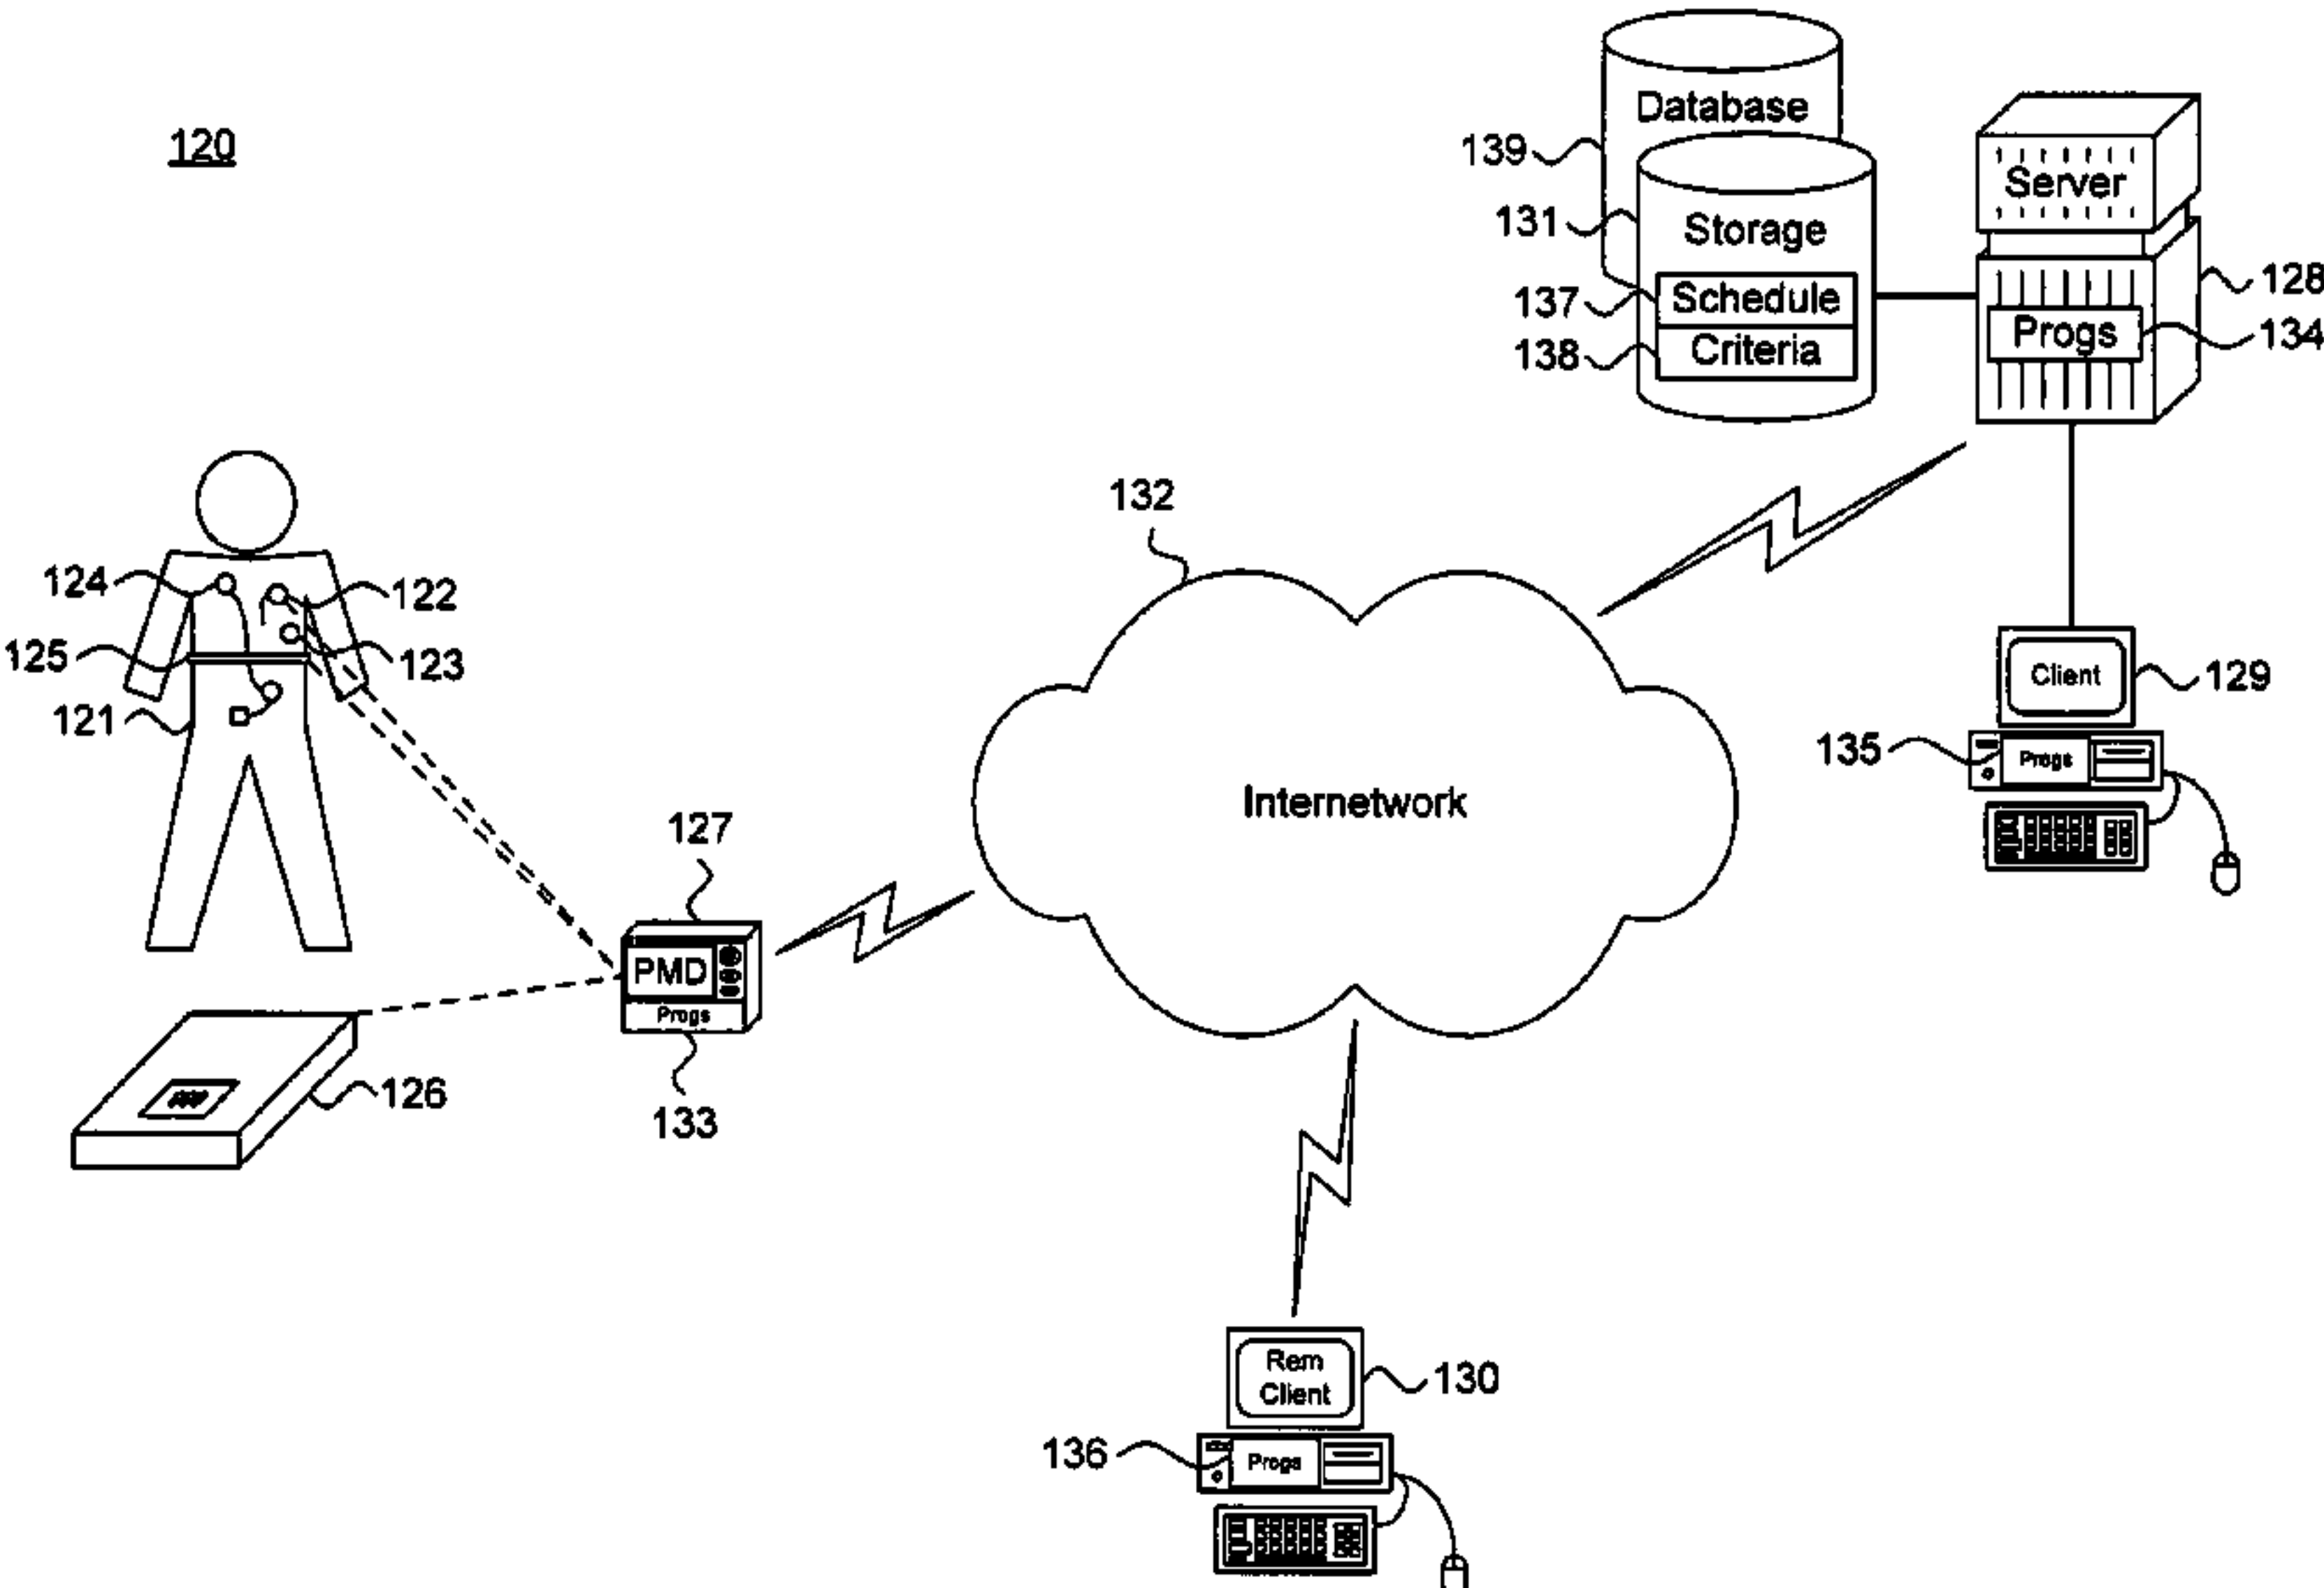 120
Database
139
Server
131
Storage
128
137
Schedule
Progs
134
138
Criteria
132
124
122
125
123
Client
129
121
135
Progs
Internetwork
127
PMD
Progs
126
133
Rem
Client
130
136
Progs